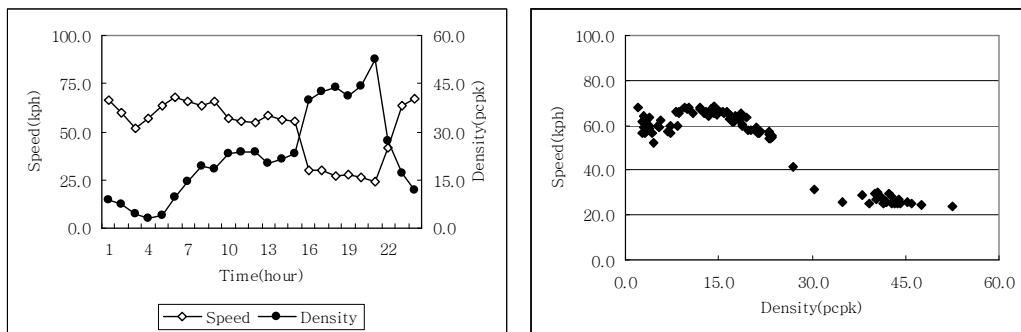 100.0
75.0
50.0
25.0
0.0
Speed(kph)
60.0
45.0
30.0
15.0
0.0
Density(pcpk)
1 4 7 10 13 16 19 22
Time(hour)
Speed Density
100.0
80.0
60.0
40.0
20.0
0.0
Speed(kph)
0.0 15.0 30.0 45.0 60.0
Density(pcpk)